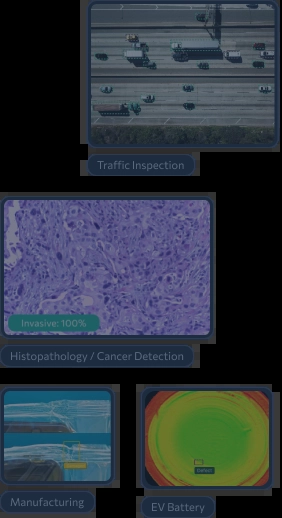 Traffic Inspection
Invasive: 100%
Histopathology / Cancer Detection
Manufacturing
EV Battery